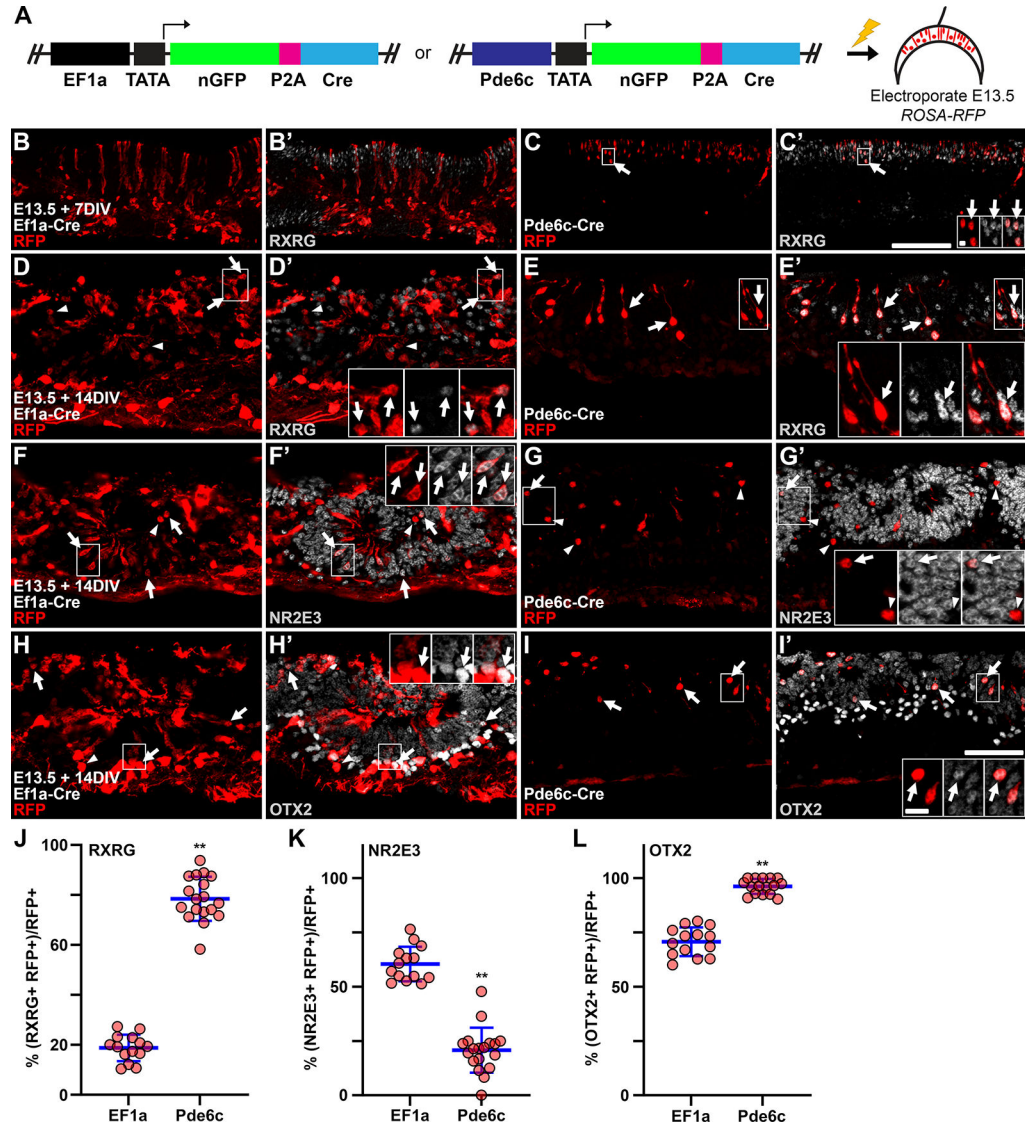 A
EF1a TATA nGFP P2A Cre
or
Pde6c TATA nGFP P2A Cre
Electroporate E13.5
ROSA-RFP
B
E13.5 + 7DIV
Ef1a-Cre
RFP
B'
RXRG
C
Pde6c-Cre
RFP
C'
RXRG
D
E13.5 + 14DIV
Ef1a-Cre
RFP
D'
RXRG
E
Pde6c-Cre
RFP
E'
RXRG
F
E13.5 + 14DIV
Ef1a-Cre
RFP
F'
NR2E3
G
Pde6c-Cre
RFP
G'
NR2E3
H
E13.5 + 14DIV
Ef1a-Cre
RFP
H'
OTX2
I
Pde6c-Cre
RFP
I'
OTX2
J
RXRG
% (RXRG+ RFP+)/RFP+
100
80
60
40
20
0
**
EF1a Pde6c
K
NR2E3
% (NR2E3+ RFP+)/RFP+
100
50
0
**
EF1a Pde6c
L
OTX2
% (OTX2+ RFP+)/RFP+
100
50
0
**
EF1a Pde6c